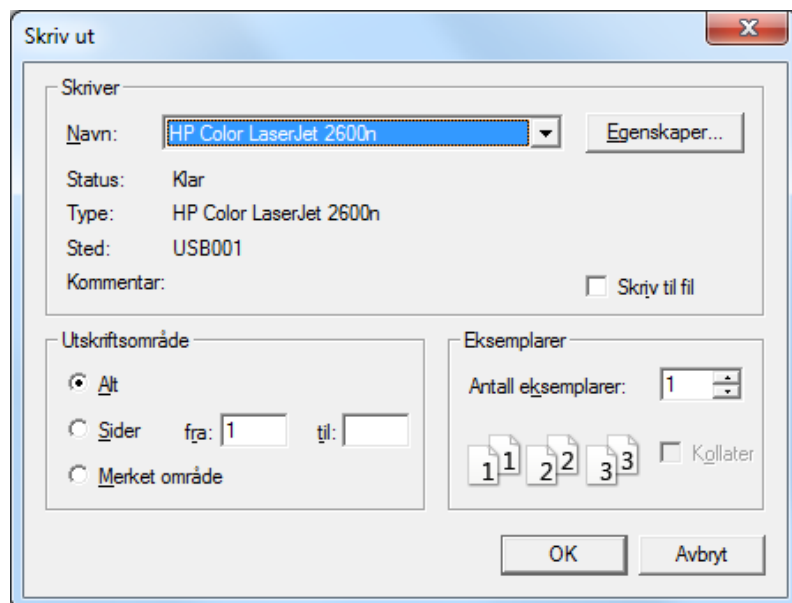 Skriv ut
Skriver
Navn: HP Color LaserJet 2600n Egenskaper...
Status: Klar
Type: HP Color LaserJet 2600n
Sted: USB001
Kommentar: Skriv til fil
Utskriftsområde
Alt
Sider fra: 1 til:
Merket område
Eksemplarer
Antall eksemplarer: 1
1 1 2 2 3 3 Kollater
OK Avbryt